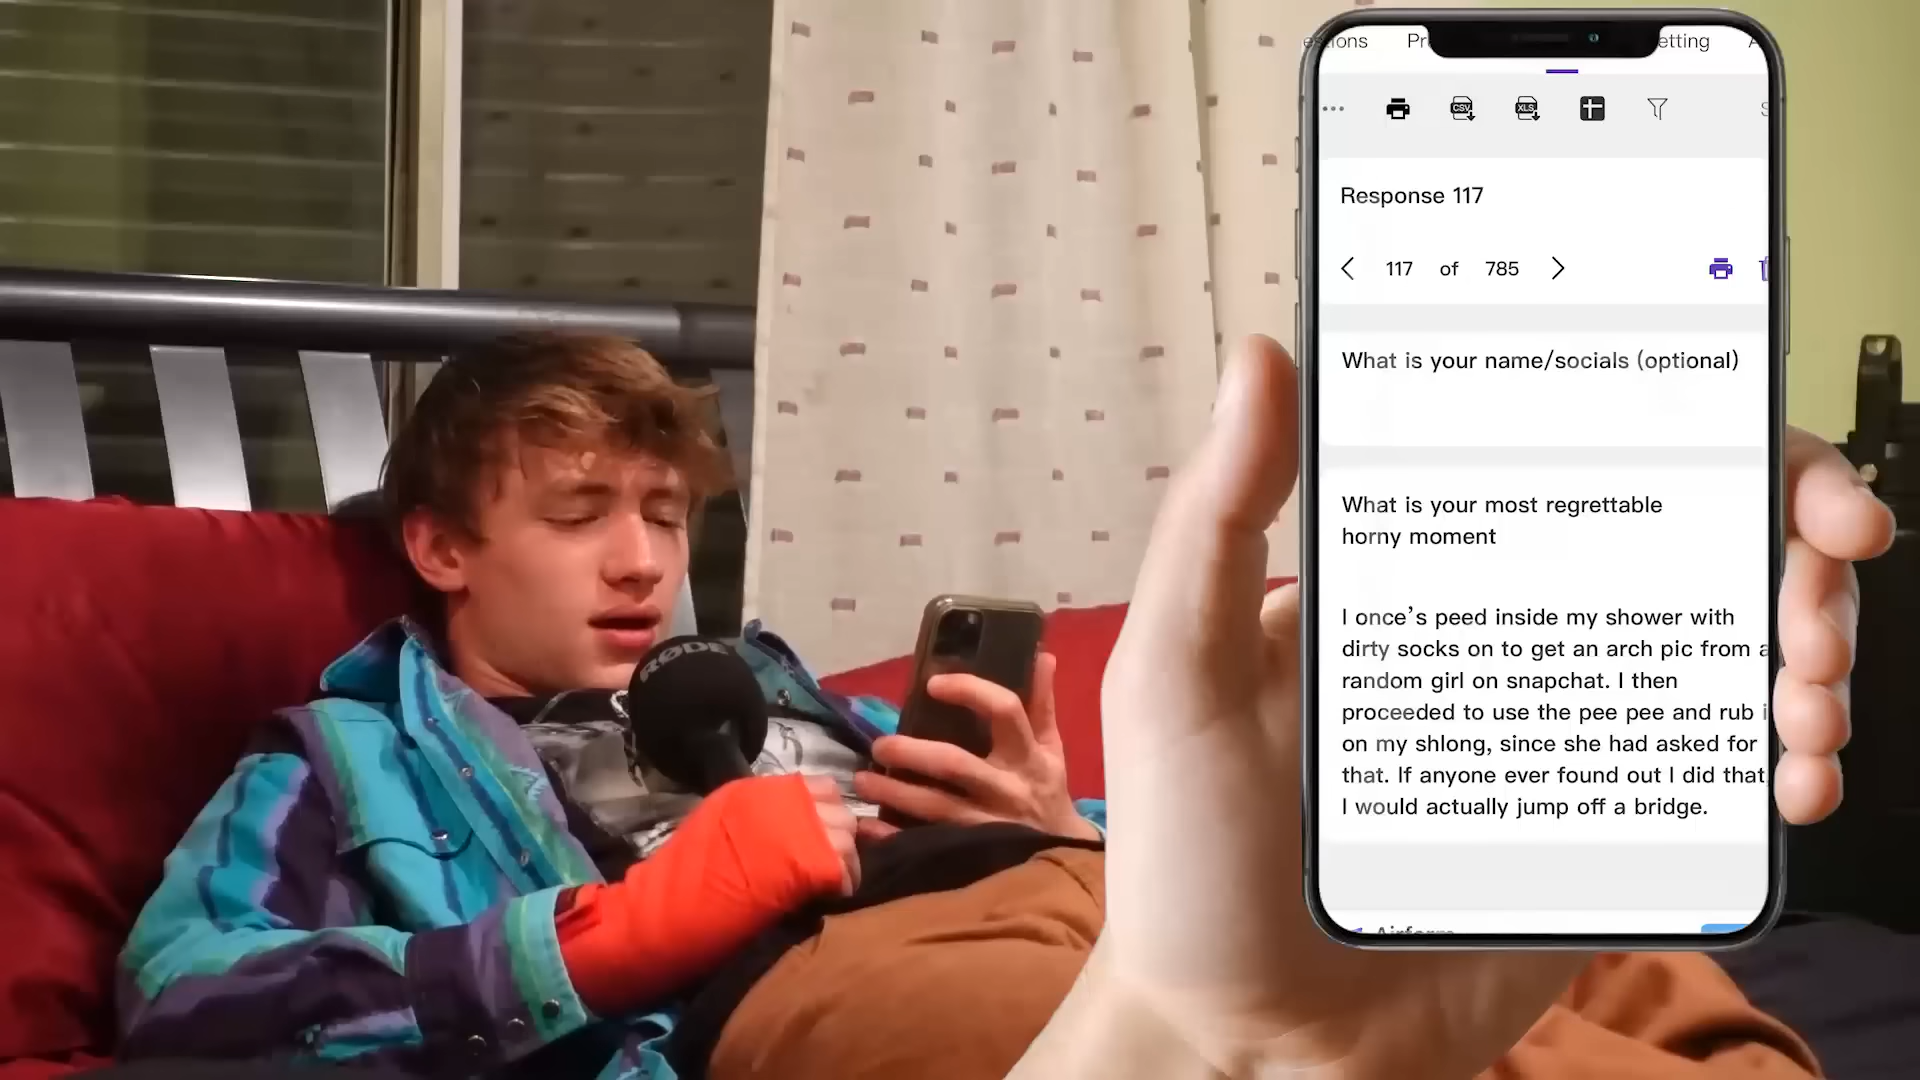 RØDE
CSV
XLS
Response 117
117 of 785
What is your name/socials (optional)
What is your most regrettable
horny moment
I once's peed inside my shower with
dirty socks on to get an arch pic from a
random girl on snapchat. I then
proceeded to use the pee pee and rub i
on my shlong, since she had asked for
that. If anyone ever found out I did that,
I would actually jump off a bridge.